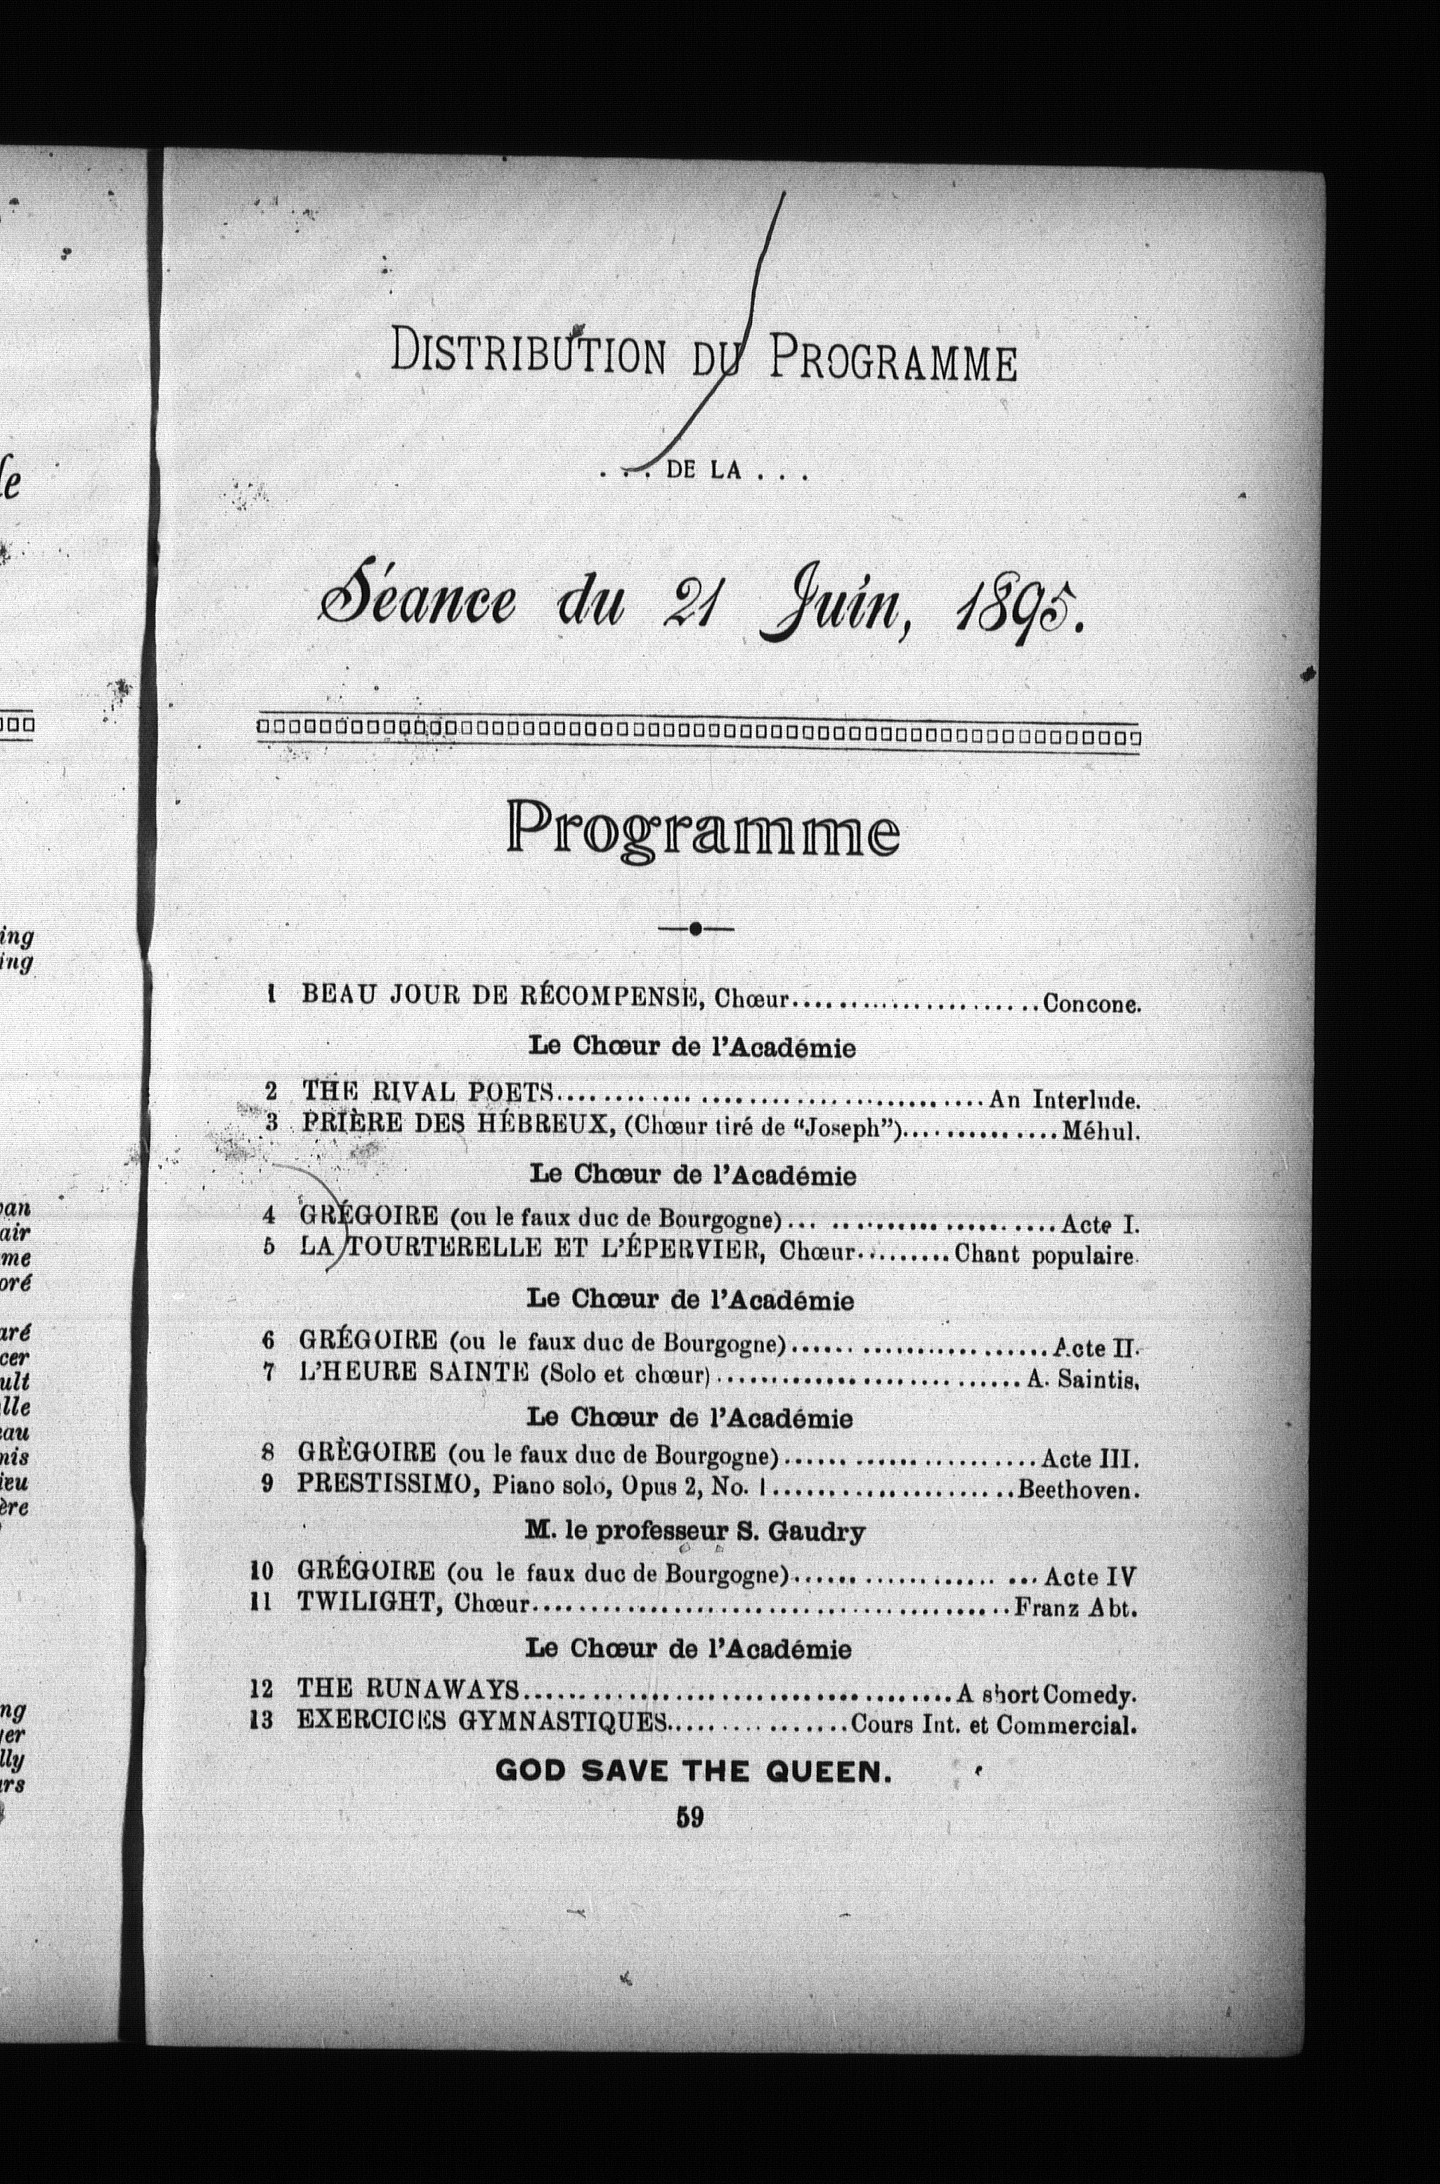 DISTRIBUTION DU PROGRAMME
. . . DE LA . . .
Séance du 21 Juin, 1895.
Programme
1 BEAU JOUR DE RÉCOMPENSE, Chœur........................Concone.
Le Chœur de l'Académie
2 THE RIVAL POETS........................................An Interlude.
3 PRIÈRE DES HÉBREUX, (Chœur tiré de “Joseph”)..............Méhul.
Le Chœur de l'Académie
4 GRÉGOIRE (ou le faux duc de Bourgogne)........................Acte I.
5 LA TOURTERELLE ET L'ÉPERVIER, Chœur.........Chant populaire.
Le Chœur de l'Académie
6 GRÉGOIRE (ou le faux duc de Bourgogne)........................Acte II.
7 L'HEURE SAINTE (Solo et chœur)............................A. Saintis.
Le Chœur de l'Académie
8 GRÈGOIRE (ou le faux duc de Bourgogne)........................Acte III.
9 PRESTISSIMO, Piano solo, Opus 2, No. 1......................Beethoven.
M. le professeur S. Gaudry
10 GRÉGOIRE (ou le faux duc de Bourgogne)........................Acte IV
11 TWILIGHT, Chœur..........................................Franz Abt.
Le Chœur de l'Académie
12 THE RUNAWAYS........................................A short Comedy.
13 EXERCICES GYMNASTIQUES.................Cours Int. et Commercial.
GOD SAVE THE QUEEN.
59